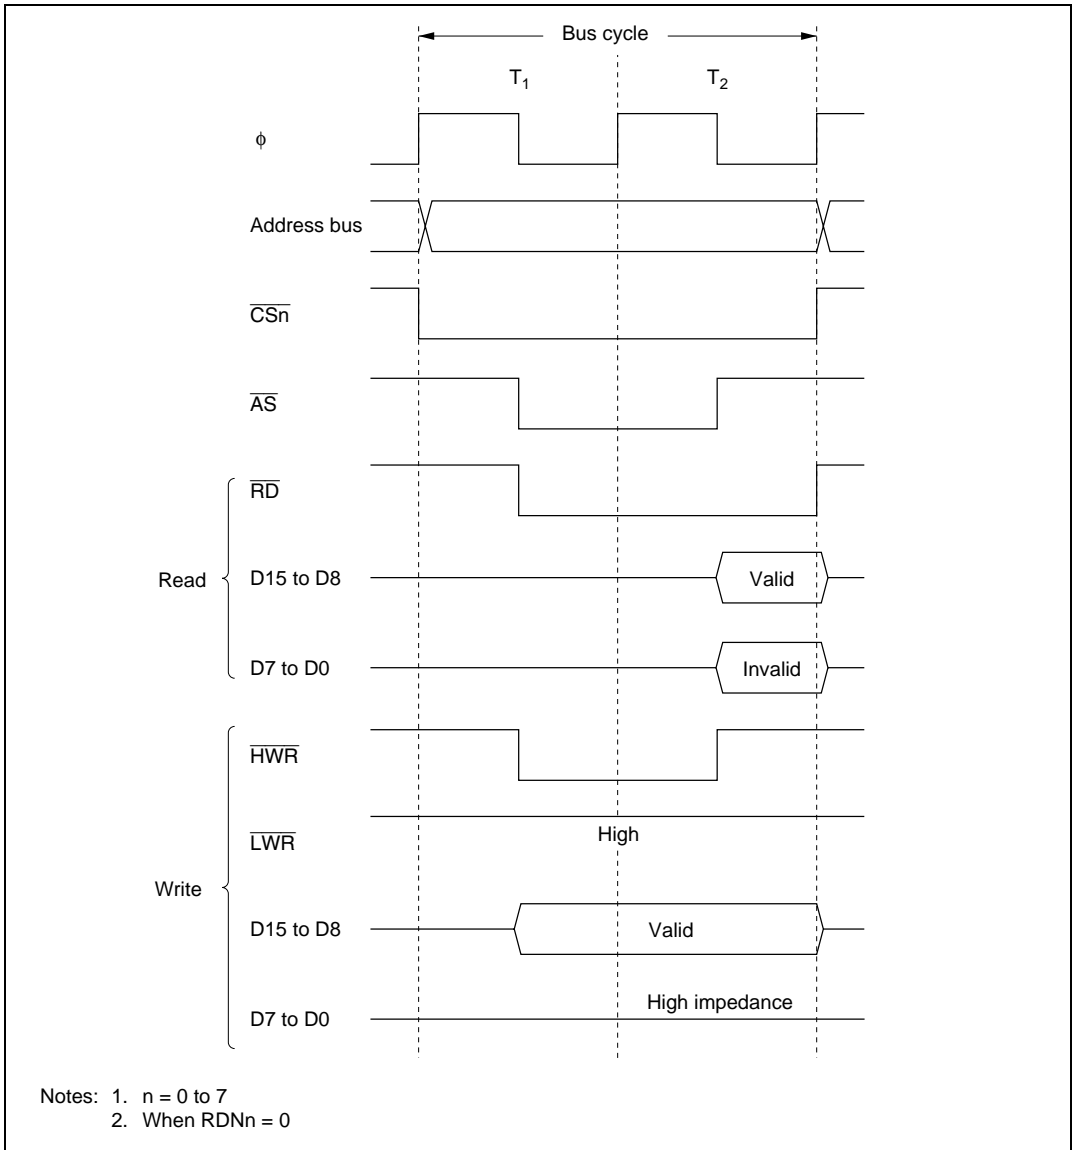 Bus cycle
T1 T2
ϕ
Address bus
CSn
AS
RD
Read D15 to D8 Valid
D7 to D0 Invalid
HWR
LWR High
Write
D15 to D8 Valid
D7 to D0 High impedance
Notes: 1. n = 0 to 7
2. When RDNn = 0